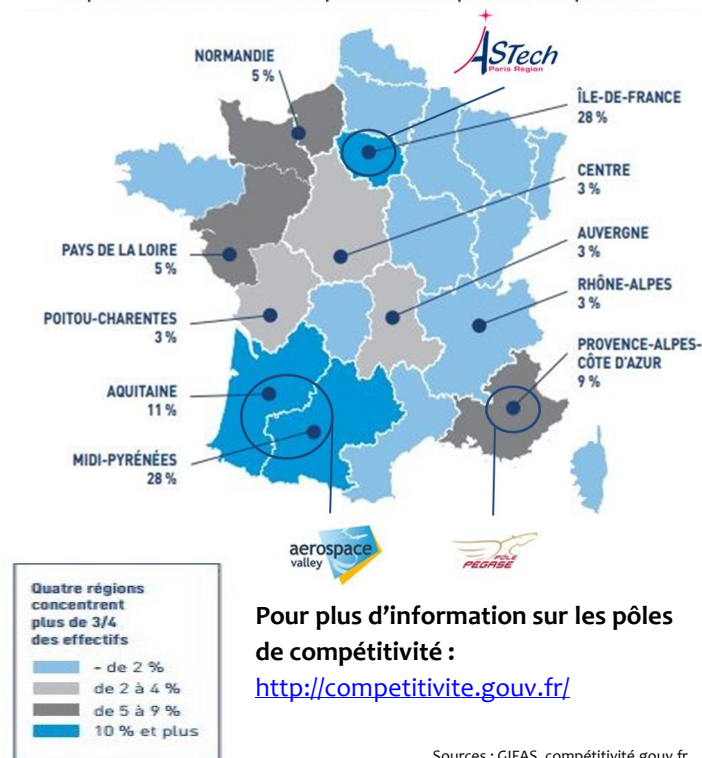 ASTech
Paris Region
NORMANDIE
5 %
ÎLE-DE-FRANCE
28 %
CENTRE
3 %
PAYS DE LA LOIRE
5 %
AUVERGNE
3 %
RHÔNE-ALPES
3 %
POITOU-CHARENTES
3 %
PROVENCE-ALPES-
CÔTE D'AZUR
9 %
AQUITAINE
11 %
MIDI-PYRÉNÉES
28 %
aerospace
valley
PÔLE
PEGASE
Quatre régions
concentrent
plus de 3/4
des effectifs
- de 2 %
de 2 à 4 %
de 5 à 9 %
10 % et plus
Pour plus d’information sur les pôles
de compétitivité :
http://competitivite.gouv.fr/
Sources : GIFAS, compétitivité.gouv.fr